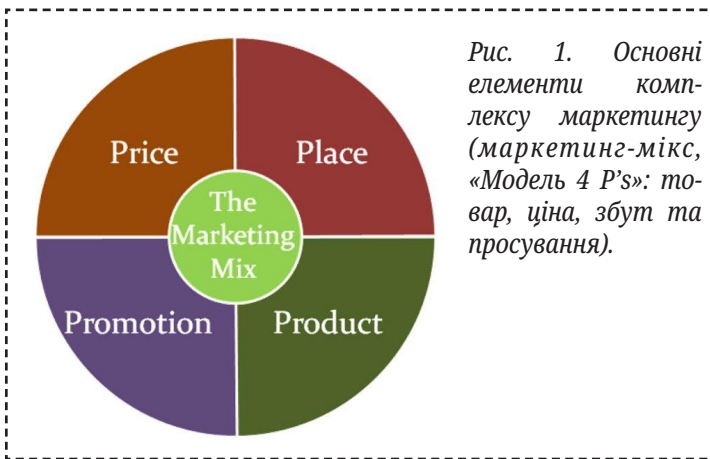 Price
Place
The
Marketing
Mix
Promotion
Product
Рис. 1. Основні
елементи комп-
лексу маркетингу
(маркетинг-мікс,
«Модель 4 P’s»: то-
вар, ціна, збут та
просування).